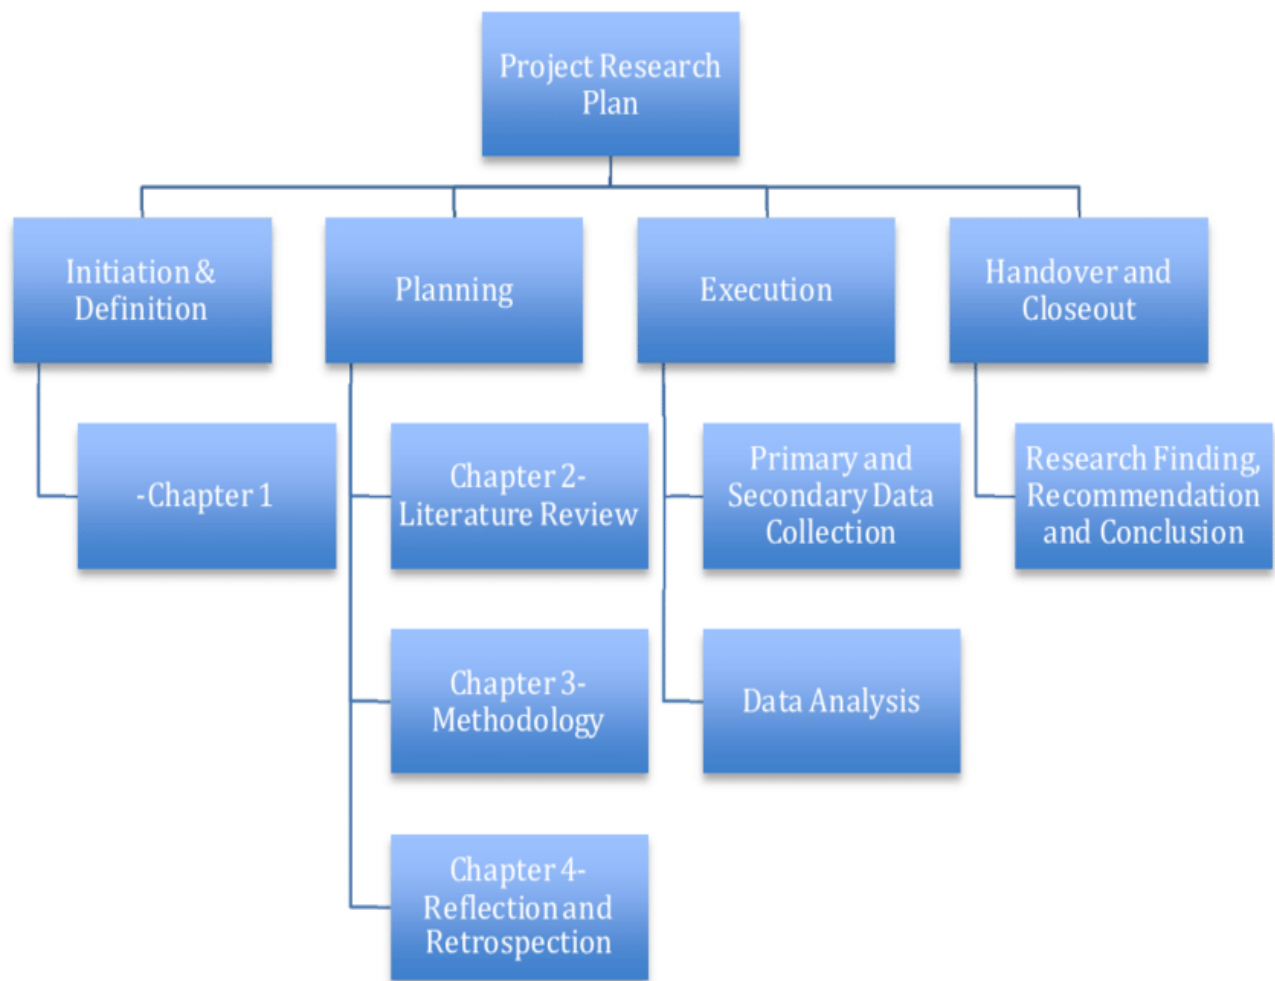 Project Research
Plan
Initiation &
Definition
Planning
Execution
Handover and
Closeout
-Chapter 1
Chapter 2-
Literature Review
Primary and
Secondary Data
Collection
Research Finding,
Recommendation
and Conclusion
Chapter 3-
Methodology
Data Analysis
Chapter 4-
Reflection and
Retrospection